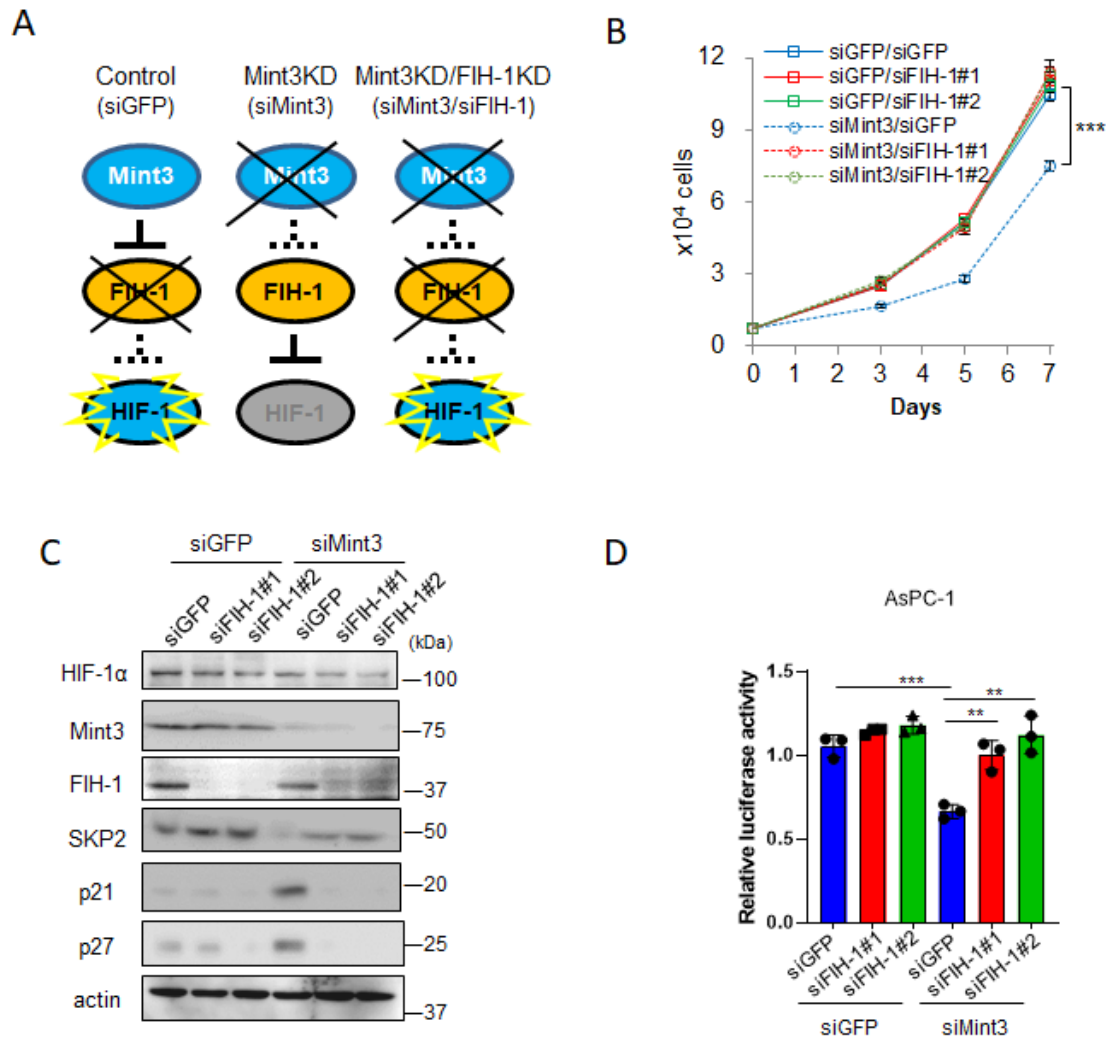 A
Control
(siGFP)
Mint3KD
(siMint3)
Mint3KD/FIH-1KD
(siMint3/siFIH-1)
Mint3
Mint3
Mint3
FIH-1
FIH-1
FIH-1
HIF-1
HIF-1
HIF-1
B
siGFP/siGFP
siGFP/siFIH-1#1
siGFP/siFIH-1#2
siMint3/siGFP
siMint3/siFIH-1#1
siMint3/siFIH-1#2
x10⁴ cells
12
9
6
3
0
***
0 1 2 3 4 5 6 7
Days
C
siGFP siMint3
siGFP siFIH-1#1 siFIH-1#2 siGFP siFIH-1#1 siFIH-1#2
(kDa)
HIF-1α —100
Mint3 —75
FIH-1 —37
SKP2 —50
p21 —20
p27 —25
actin —37
D
AsPC-1
Relative luciferase activity
1.5
1.0
0.5
0.0
*** ** **
siGFP siFIH-1#1 siFIH-1#2 siGFP siFIH-1#1 siFIH-1#2
siGFP siMint3